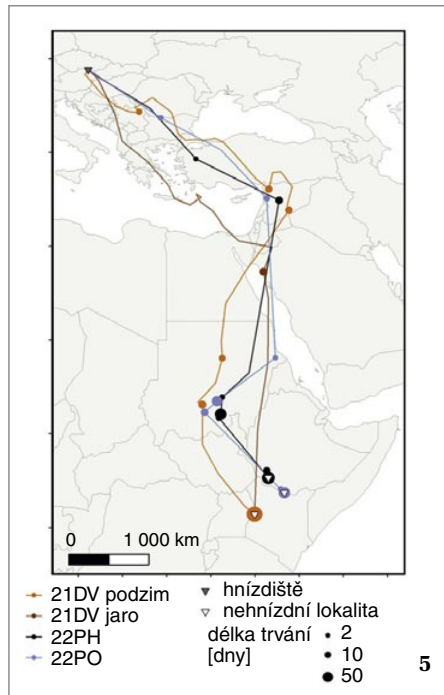 0 1 000 km
21DV podzim
21DV jaro
22PH
22PO
hnízdiště
nehnízdní lokalita
délka trvání
[dny]
2
10
50
5